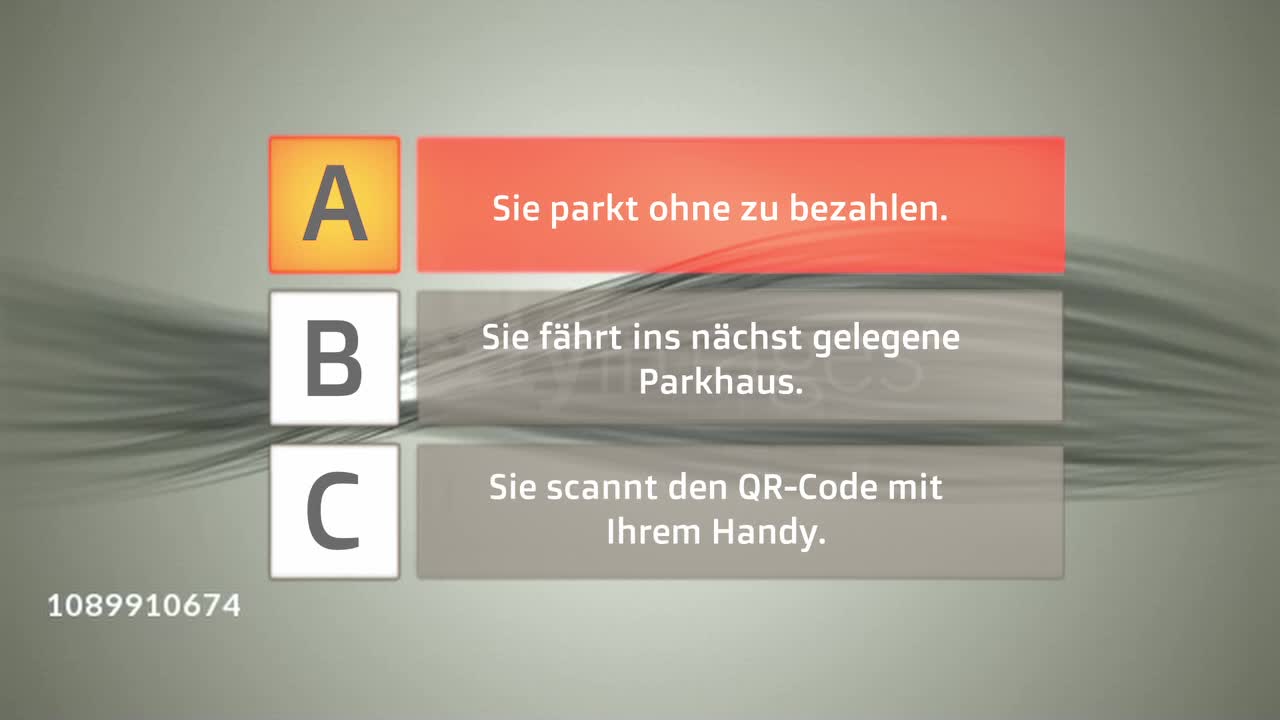 A
Sie parkt ohne zu bezahlen.
B
Sie fährt ins nächst gelegene
Parkhaus.
C
Sie scannt den QR-Code mit
Ihrem Handy.
1089910674